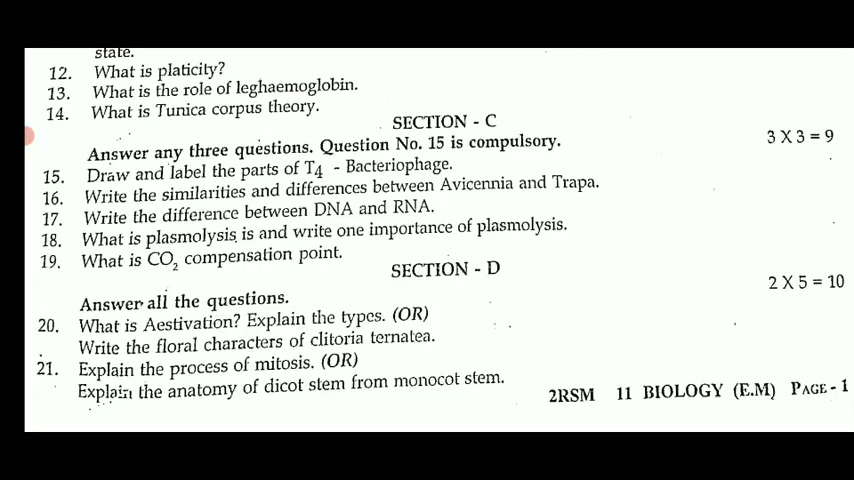 state.
12. What is platicity?
13. What is the role of leghaemoglobin.
14. What is Tunica corpus theory.
SECTION - C
Answer any three questions. Question No. 15 is compulsory. 3 X 3 = 9
15. Draw and label the parts of T4 - Bacteriophage.
16. Write the similarities and differences between Avicennia and Trapa.
17. Write the difference between DNA and RNA.
18. What is plasmolysis is and write one importance of plasmolysis.
19. What is CO2 compensation point.
SECTION - D
Answer all the questions. 2 X 5 = 10
20. What is Aestivation? Explain the types. (OR)
Write the floral characters of clitoria ternatea.
21. Explain the process of mitosis. (OR)
Explain the anatomy of dicot stem from monocot stem.
2RSM 11 BIOLOGY (E.M) PAGE - 1